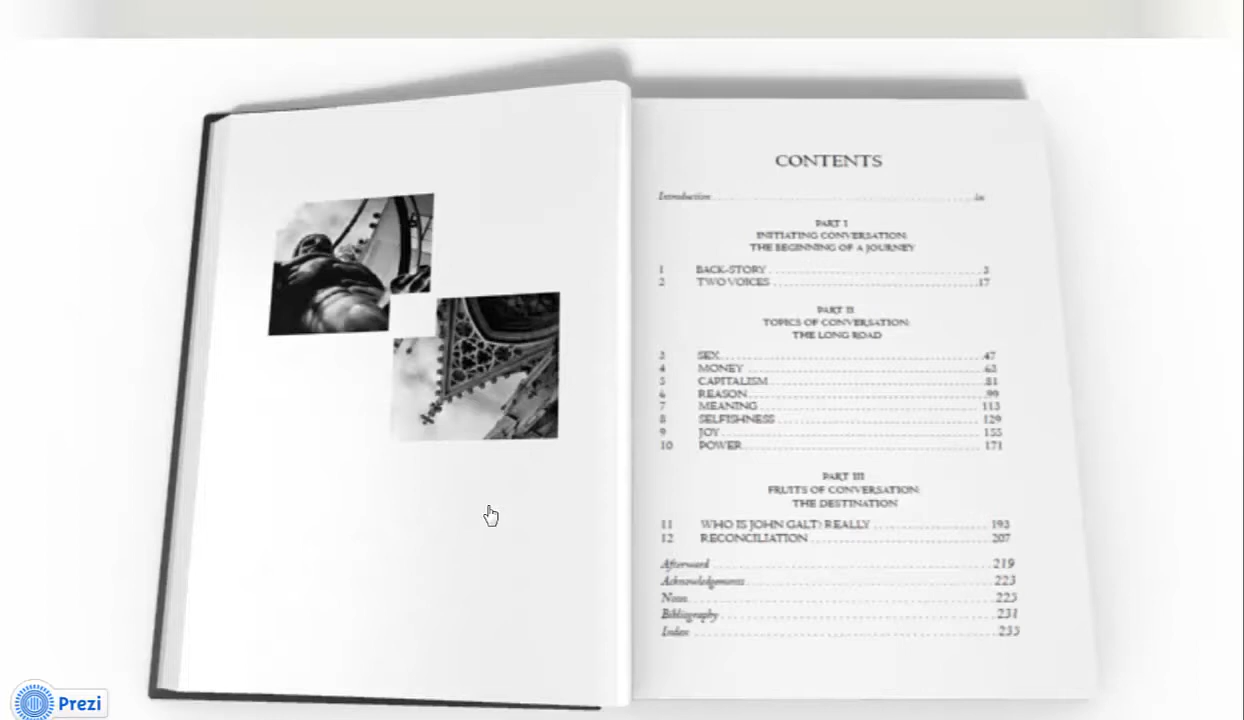 CONTENTS
Introduction ix
PART I
INITIATING CONVERSATION:
THE BEGINNING OF A JOURNEY
1 BACK-STORY 3
2 TWO VOICES 17
PART II
TOPICS OF CONVERSATION:
THE LONG ROAD
3 SEX 47
4 MONEY 63
5 CAPITALISM 81
6 REASON 99
7 MEANING 113
8 SELFISHNESS 129
9 JOY 155
10 POWER 171
PART III
FRUITS OF CONVERSATION:
THE DESTINATION
11 WHO IS JOHN GALT? REALLY 193
12 RECONCILIATION 207
Afterward 219
Acknowledgements 223
Notes 225
Bibliography 231
Index 235
Prezi